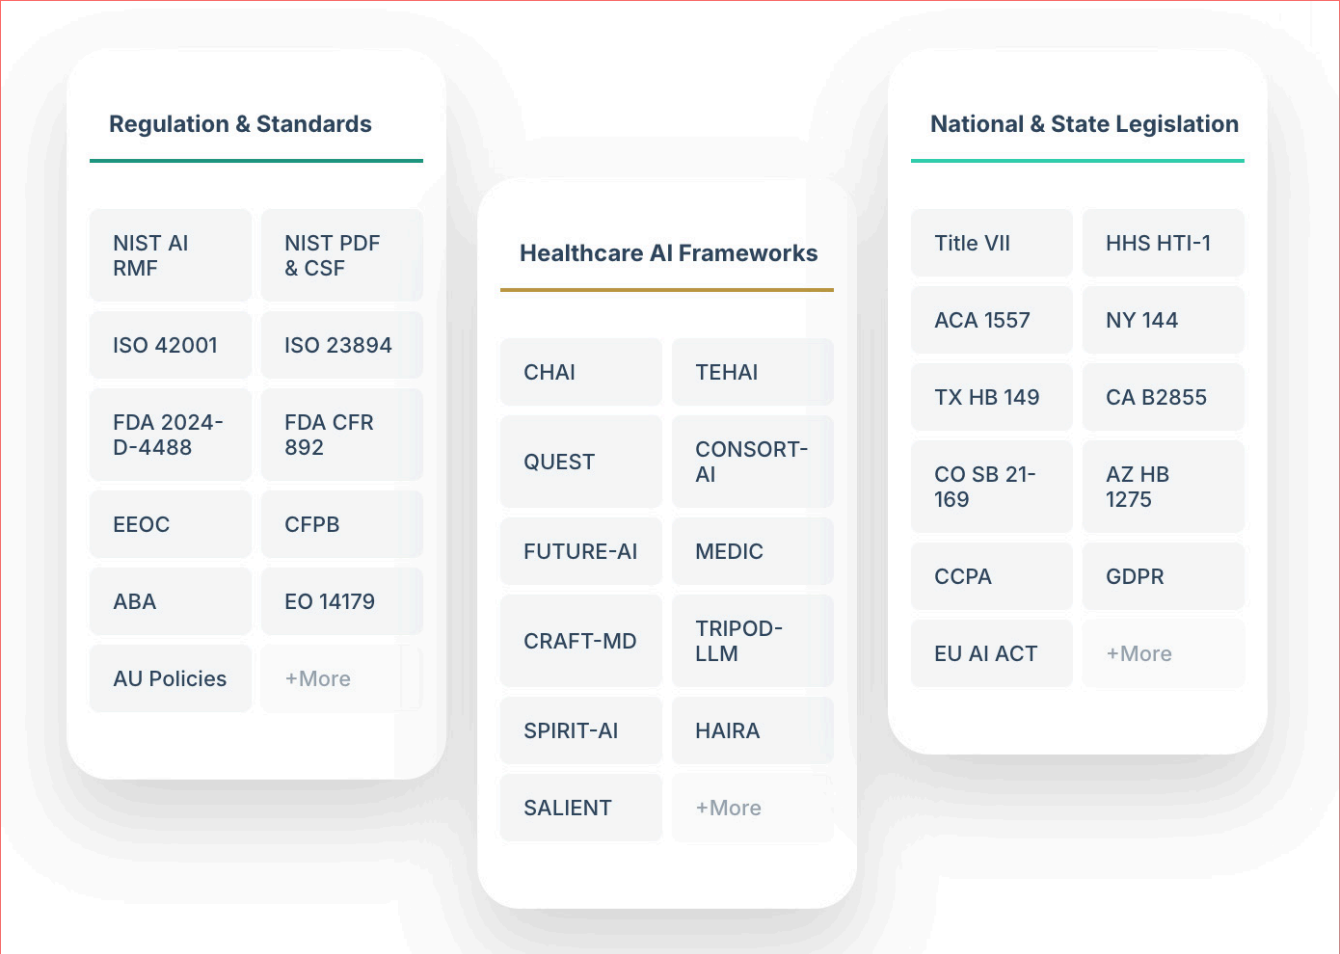 Regulation & Standards
NIST AI
RMF
NIST PDF
& CSF
ISO 42001
ISO 23894
FDA 2024-
D-4488
FDA CFR
892
EEOC
CFPB
ABA
EO 14179
AU Policies
+More
Healthcare AI Frameworks
CHAI
TEHAI
QUEST
CONSORT-
AI
FUTURE-AI
MEDIC
CRAFT-MD
TRIPOD-
LLM
SPIRIT-AI
HAIRA
SALIENT
+More
National & State Legislation
Title VII
HHS HTI-1
ACA 1557
NY 144
TX HB 149
CA B2855
CO SB 21-
169
AZ HB
1275
CCPA
GDPR
EU AI ACT
+More